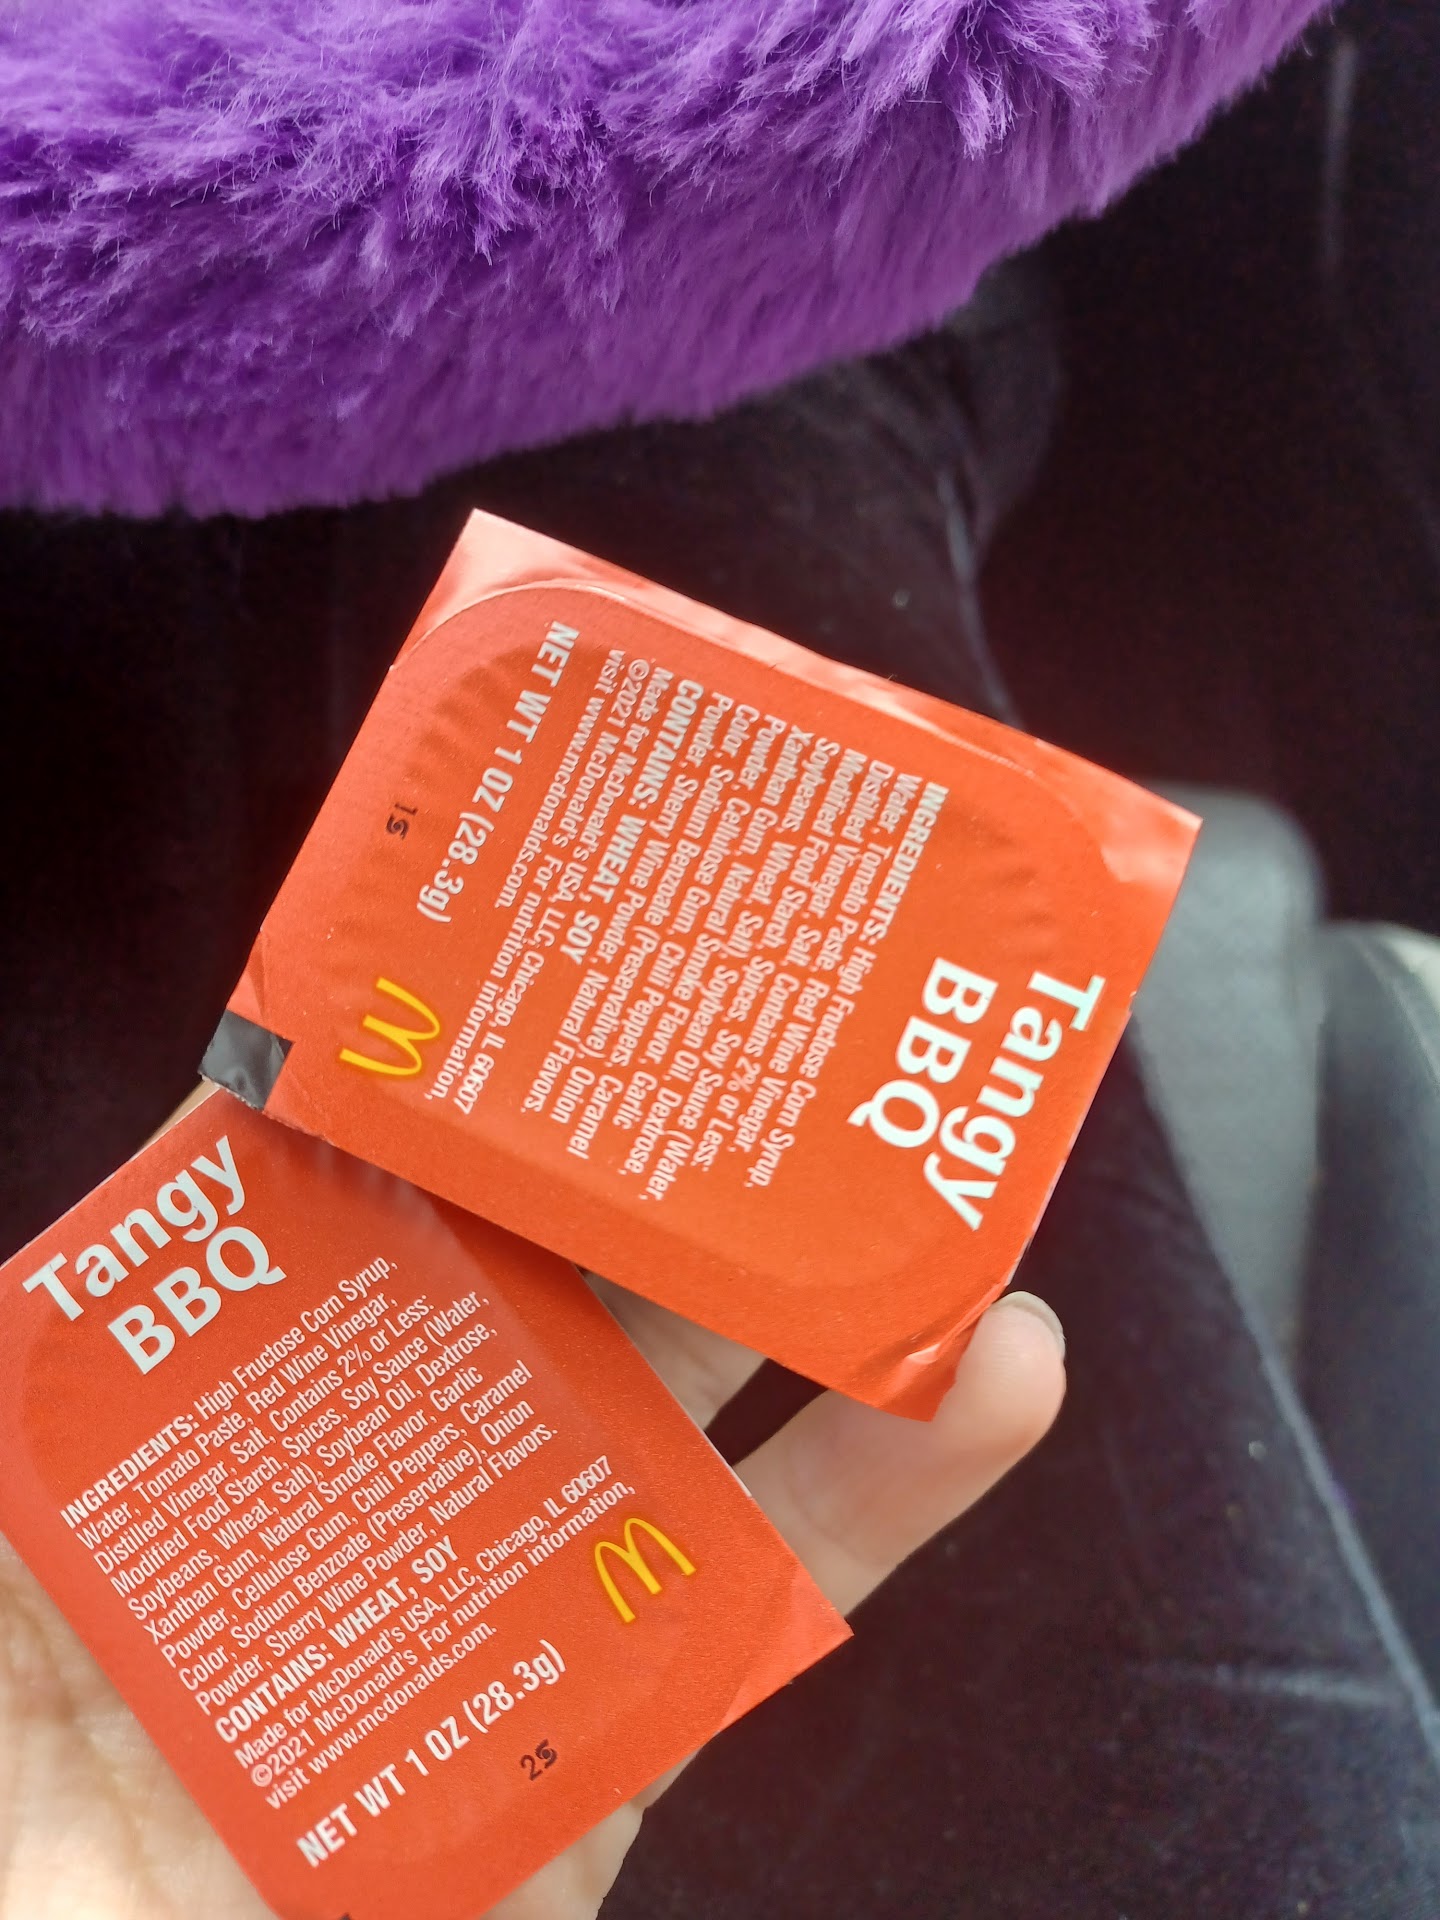 Tangy
BBQ
INGREDIENTS: High Fructose Corn Syrup,
Water, Tomato Paste, Red Wine Vinegar,
Distilled Vinegar, Salt, Contains 2% or Less:
Modified Food Starch, Spices, Soy Sauce (Water,
Soybeans, Wheat, Salt), Soybean Oil, Dextrose,
Xanthan Gum, Natural Smoke Flavor, Garlic
Powder, Cellulose Gum, Chili Peppers, Caramel
Color, Sodium Benzoate (Preservative), Onion
Powder, Sherry Wine Powder, Natural Flavors.
CONTAINS: WHEAT, SOY
Made for McDonald's USA, LLC, Chicago, IL 60607
©2021 McDonald's For nutrition information,
visit www.mcdonalds.com.
NET WT 1 OZ (28.3g)
Tangy
BBQ
INGREDIENTS: High Fructose Corn Syrup,
Water, Tomato Paste, Red Wine Vinegar,
Distilled Vinegar, Salt, Contains 2% or Less:
Modified Food Starch, Spices, Soy Sauce (Water,
Soybeans, Wheat, Salt), Soybean Oil, Dextrose,
Xanthan Gum, Natural Smoke Flavor, Garlic
Powder, Cellulose Gum, Chili Peppers, Caramel
Color, Sodium Benzoate (Preservative), Onion
Powder, Sherry Wine Powder, Natural Flavors.
CONTAINS: WHEAT, SOY
Made for McDonald's USA, LLC, Chicago, IL 60607
©2021 McDonald's For nutrition information,
visit www.mcdonalds.com.
NET WT 1 OZ (28.3g)